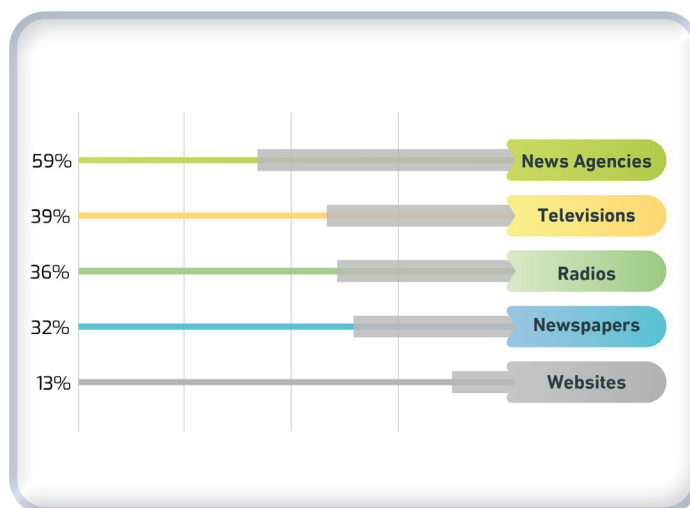 59% News Agencies
39% Televisions
36% Radios
32% Newspapers
13% Websites